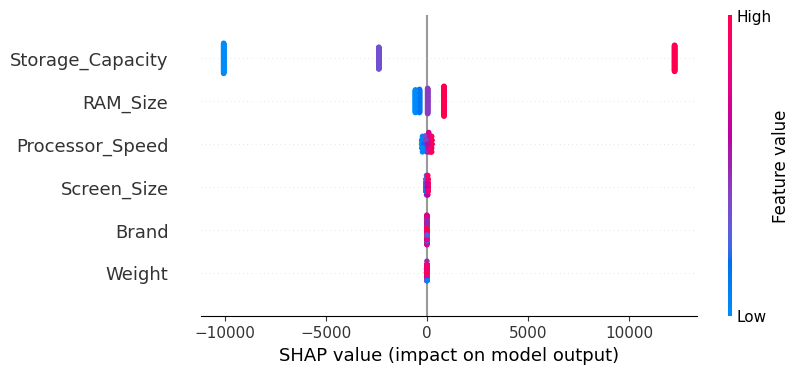 High
Storage_Capacity
RAM_Size
Processor_Speed
Screen_Size
Brand
Weight
Feature value
Low
−10000 −5000 0 5000 10000
SHAP value (impact on model output)